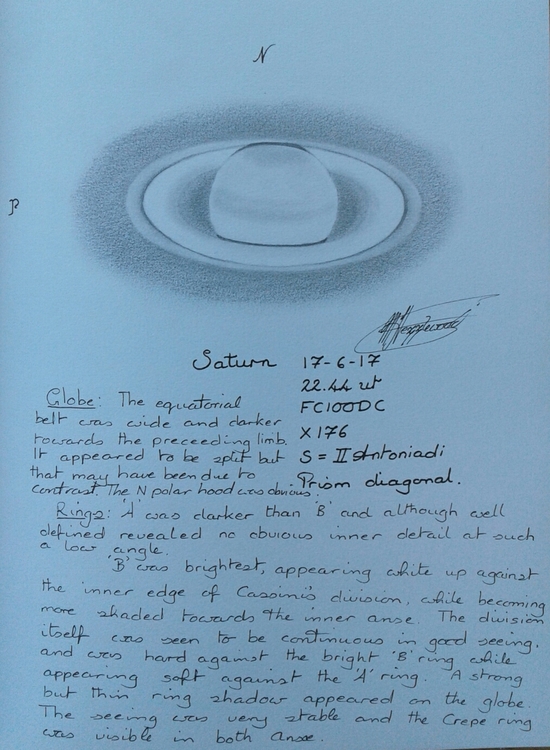 N
P
Saturn 17-6-17
22.44 ut
FC100DC
X176
S = II Antoniadi
Prism diagonal.
Globe: The equatorial
belt was wide and darker
towards the preceeding limb.
It appeared to be split but
that may have been due to
contrast. The N polar hood was obvious.
Rings: 'A' was darker than 'B' and although well
defined revealed no obvious inner detail at such
a low angle.
'B' was brightest, appearing white up against
the inner edge of Cassini's division, while becoming
more shaded towards the inner anse. The division
itself was seen to be continuous in good seeing.
and was hard against the bright 'B' ring while
appearing soft against the 'A' ring. A strong
but thin ring shadow appeared on the globe.
The seeing was very stable and the Crepe ring
was visible in both Ansæ.